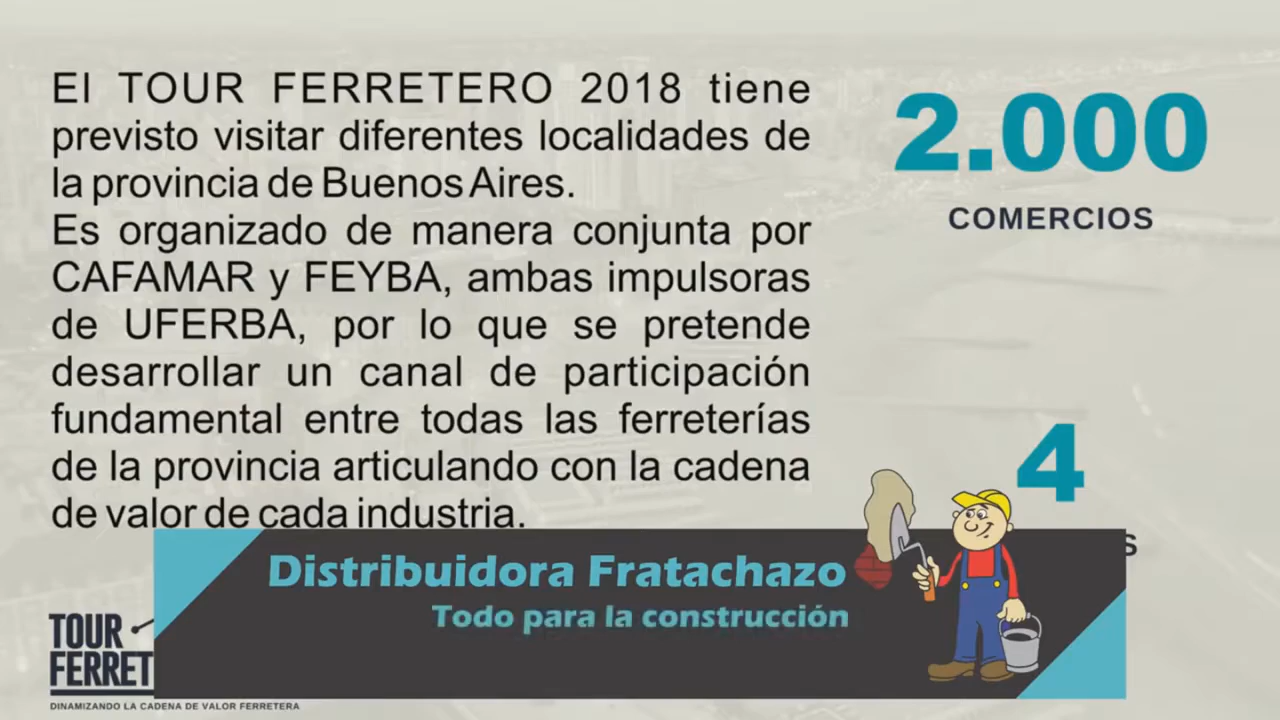 El TOUR FERRETERO 2018 tiene
previsto visitar diferentes localidades de
la provincia de Buenos Aires.
Es organizado de manera conjunta por
CAFAMAR y FEYBA, ambas impulsoras
de UFERBA, por lo que se pretende
desarrollar un canal de participación
fundamental entre todas las ferreterías
de la provincia articulando con la cadena
de valor de cada industria.
2.000
COMERCIOS
4
Distribuidora Fratachazo
Todo para la construcción
TOUR
FERRET
DINAMIZANDO LA CADENA DE VALOR FERRETERA